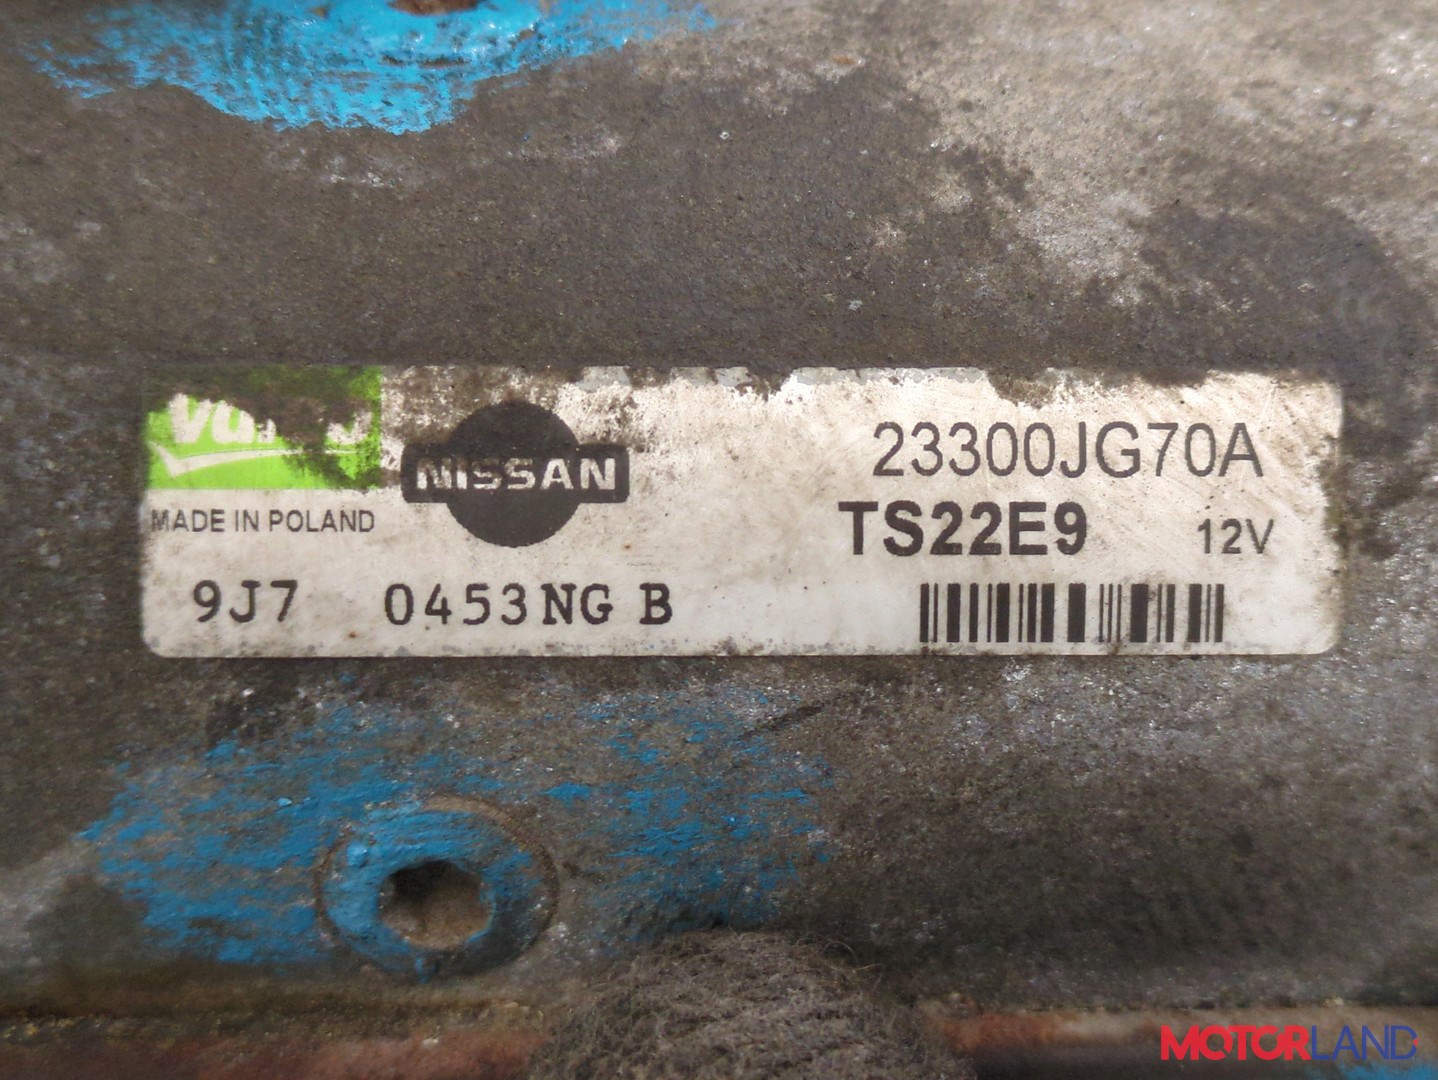 NISSAN
23300JG70A
MADE IN POLAND
TS22E9 12V
9J7 0453NG B
MOTORLAND